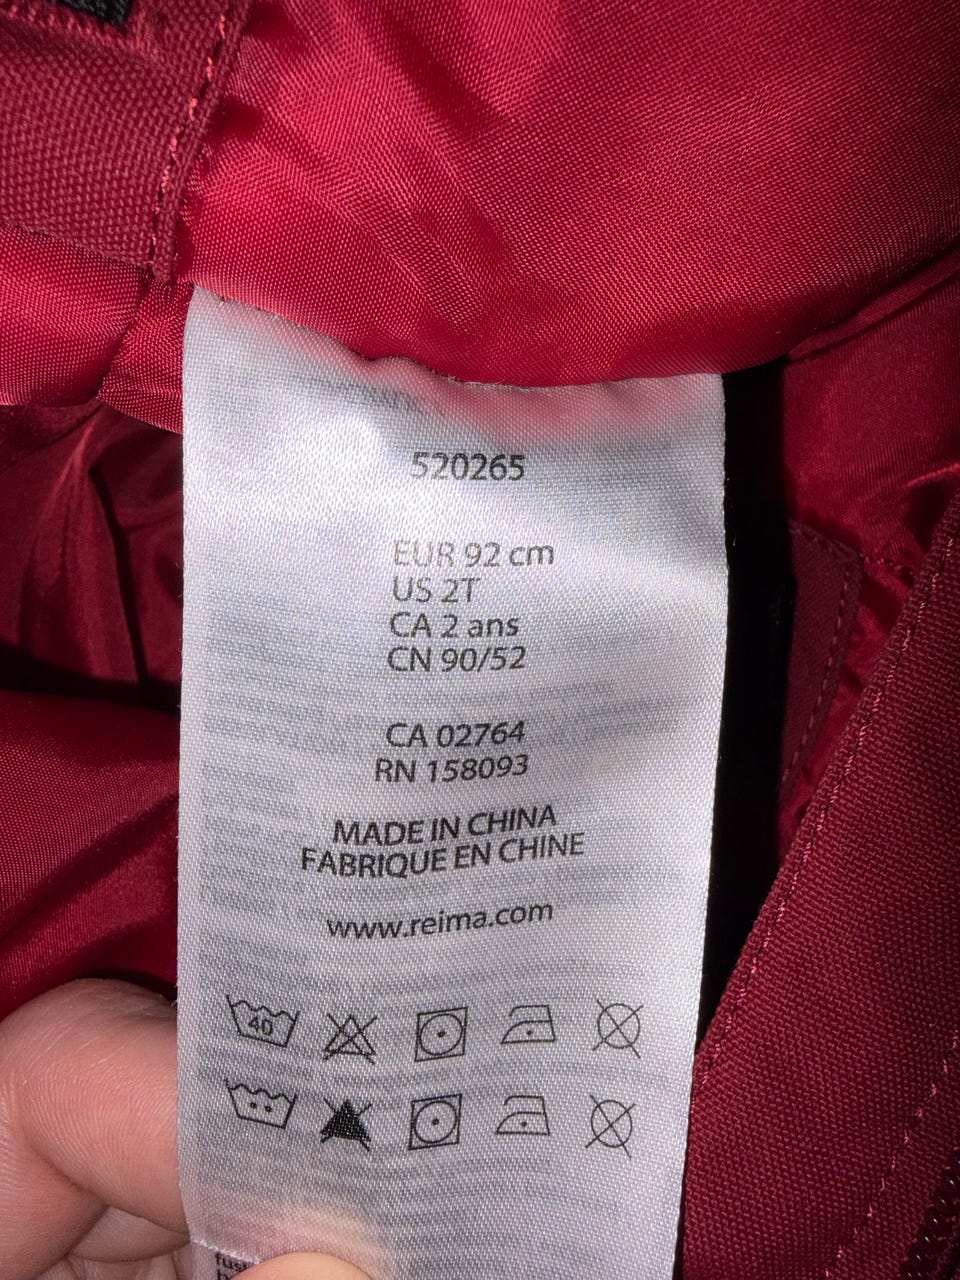 520265
EUR 92 cm
US 2T
CA 2 ans
CN 90/52
CA 02764
RN 158093
MADE IN CHINA
FABRIQUE EN CHINE
www.reima.com
40